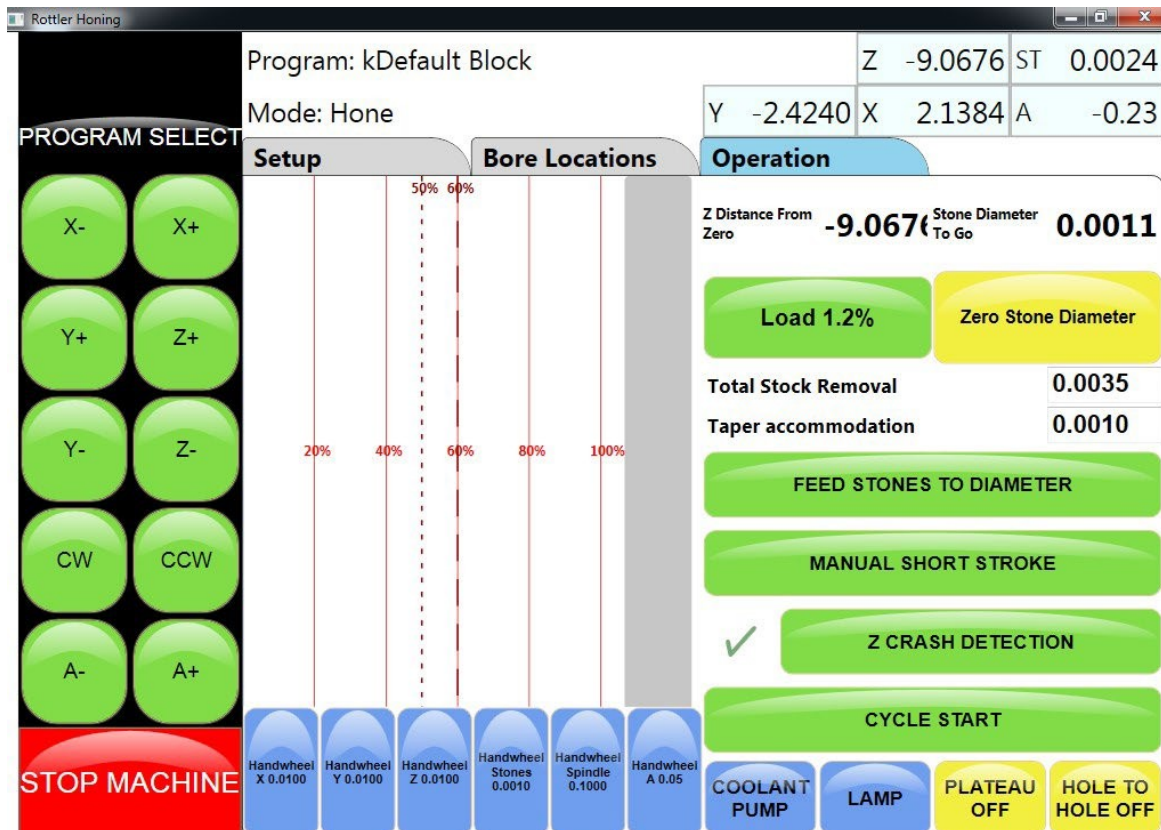 Rottler Honing
Program: kDefault Block
Z -9.0676 ST 0.0024
Mode: Hone
Y -2.4240 X 2.1384 A -0.23
PROGRAM SELECT
Setup Bore Locations Operation
X- X+
Y+ Z+
Y- Z-
CW CCW
A- A+
STOP MACHINE
50% 60%
20% 40% 60% 80% 100%
Handwheel X 0.0100
Handwheel Y 0.0100
Handwheel Z 0.0100
Handwheel Stones 0.0010
Handwheel Spindle 0.1000
Handwheel A 0.05
Z Distance From Zero -9.0676
Stone Diameter To Go 0.0011
Load 1.2% Zero Stone Diameter
Total Stock Removal 0.0035
Taper accommodation 0.0010
FEED STONES TO DIAMETER
MANUAL SHORT STROKE
Z CRASH DETECTION
CYCLE START
COOLANT PUMP
LAMP
PLATEAU OFF
HOLE TO HOLE OFF